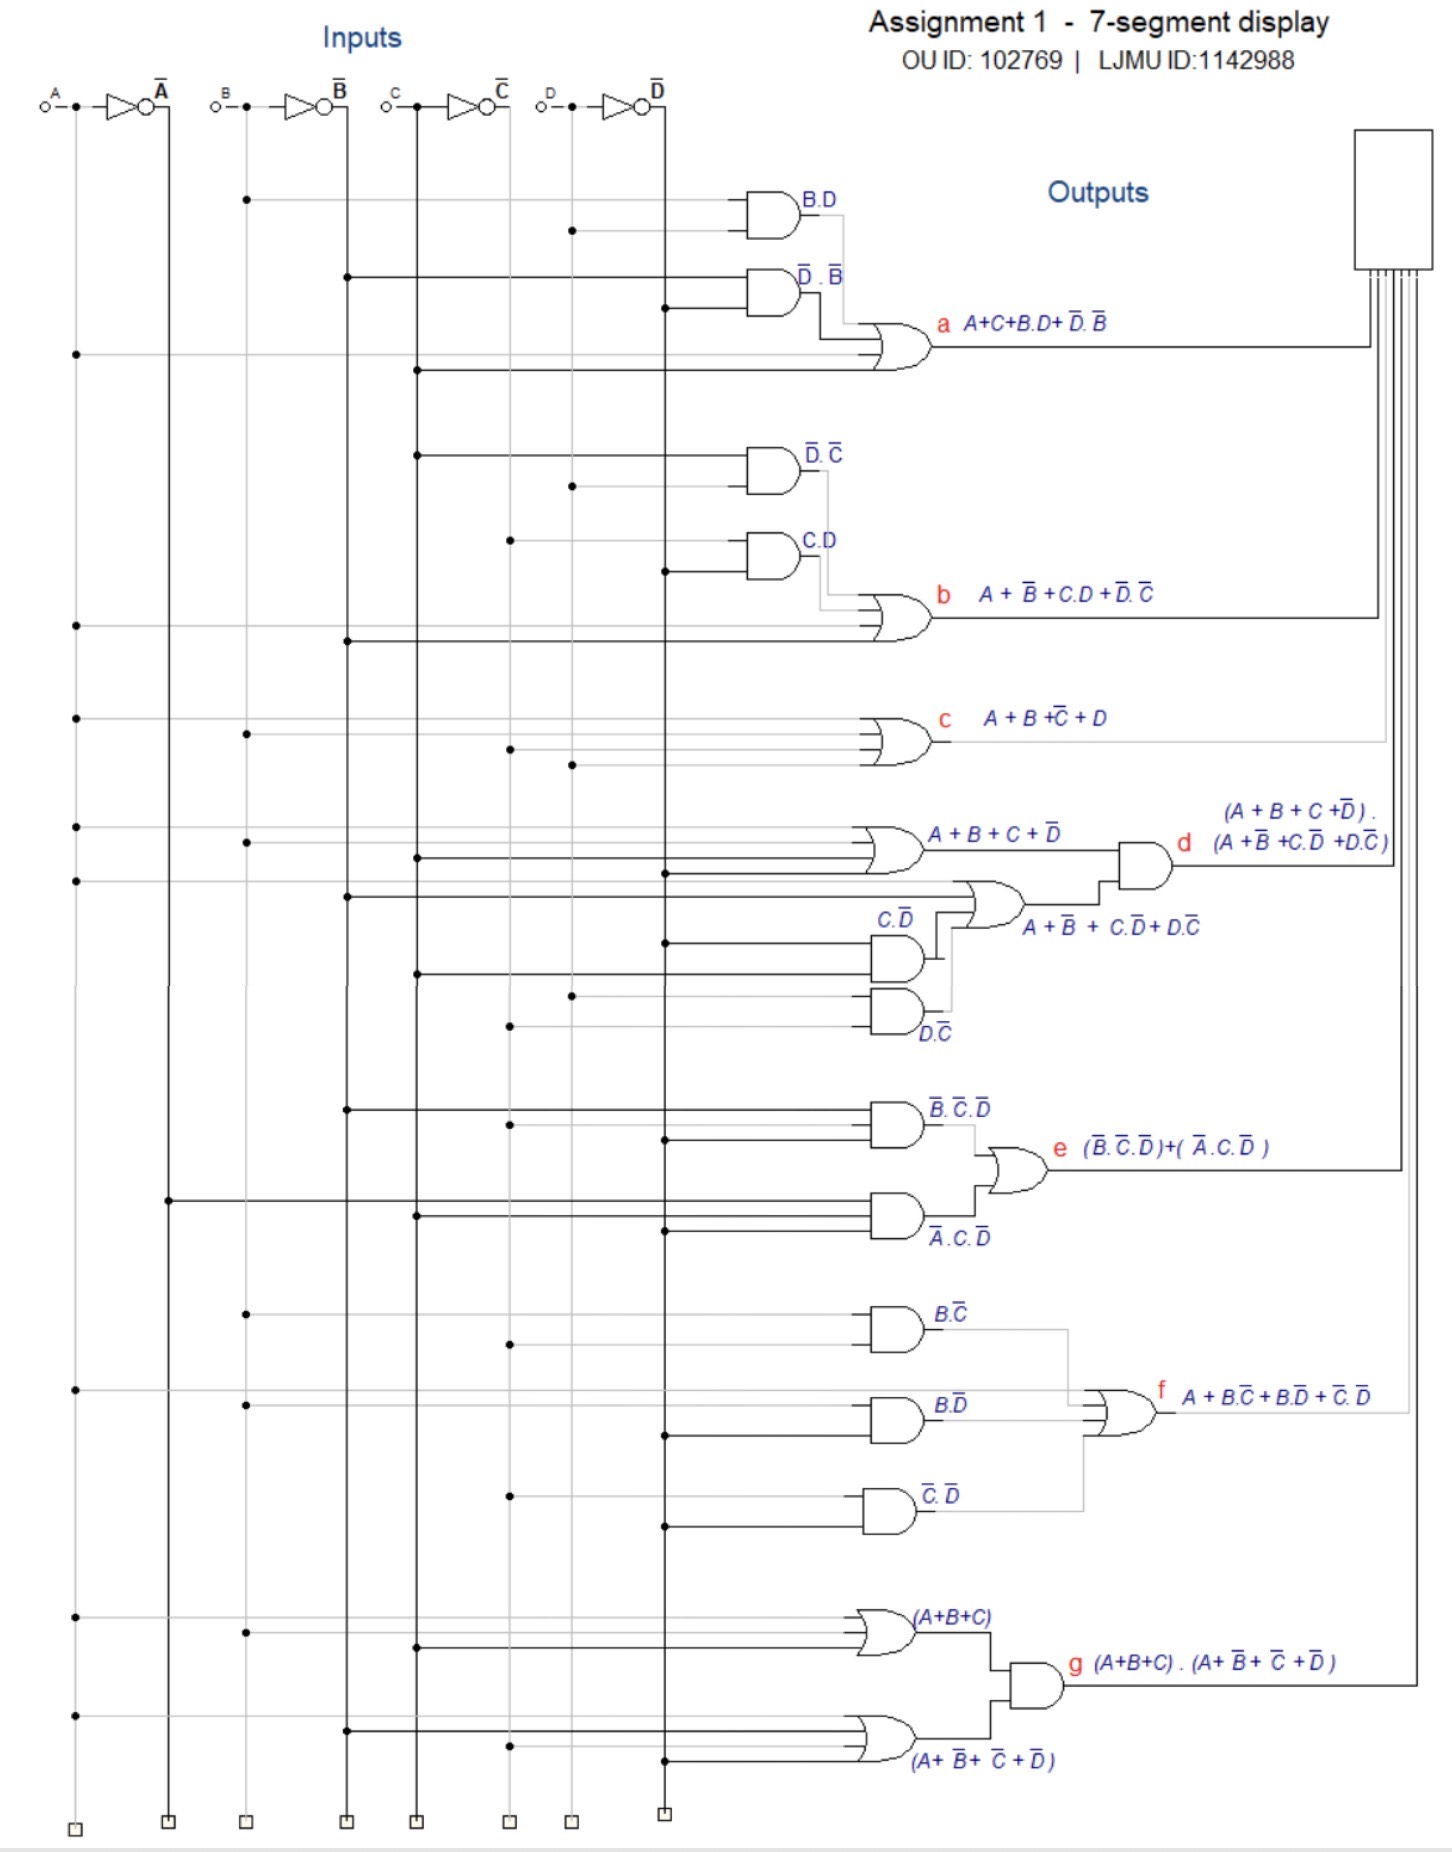 Assignment 1 - 7-segment display
Inputs
OU ID: 102769 | LJMU ID:1142988
A A̅ B B̅ C C̅ D D̅
B.D
Outputs
D̅ . B̅
a A+C+B.D+ D̅. B̅
D̅. C̅
C.D
b A + B̅ +C.D +D̅. C̅
c A + B +C̅ + D
(A + B + C +D̅) .
A + B + C + D̅
d (A +B̅ +C.D̅ +D.C̅)
C.D̅
A + B̅ + C.D̅+ D.C̅
D.C̅
B̅. C̅. D̅
e (B̅. C̅.D̅)+( A̅.C.D̅ )
A̅.C. D̅
B.C̅
f A + B.C̅ + B.D̅ + C̅. D̅
B.D̅
C̅. D̅
(A+B+C)
g (A+B+C) . (A+ B̅ + C̅ + D̅ )
(A+ B̅+ C̅ + D̅ )